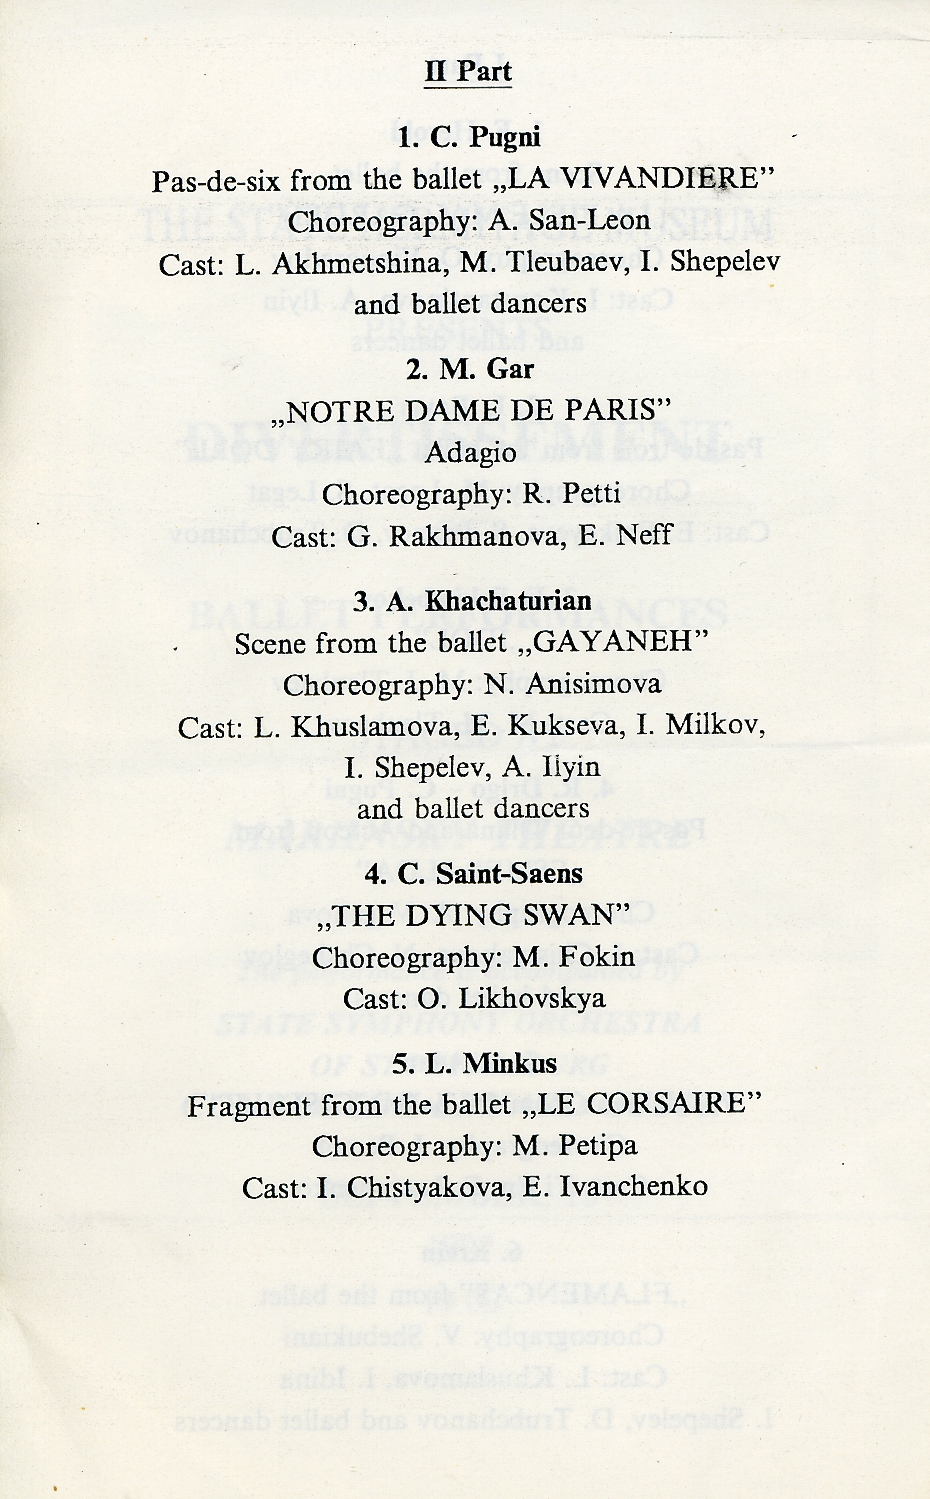 II Part
1. C. Pugni
Pas-de-six from the ballet „LA VIVANDIERE”
Choreography: A. San-Leon
Cast: L. Akhmetshina, M. Tleubaev, I. Shepelev
and ballet dancers
2. M. Gar
„NOTRE DAME DE PARIS”
Adagio
Choreography: R. Petti
Cast: G. Rakhmanova, E. Neff
3. A. Khachaturian
Scene from the ballet „GAYANEH”
Choreography: N. Anisimova
Cast: L. Khuslamova, E. Kukseva, I. Milkov,
I. Shepelev, A. Ilyin
and ballet dancers
4. C. Saint-Saens
„THE DYING SWAN”
Choreography: M. Fokin
Cast: O. Likhovskya
5. L. Minkus
Fragment from the ballet „LE CORSAIRE”
Choreography: M. Petipa
Cast: I. Chistyakova, E. Ivanchenko